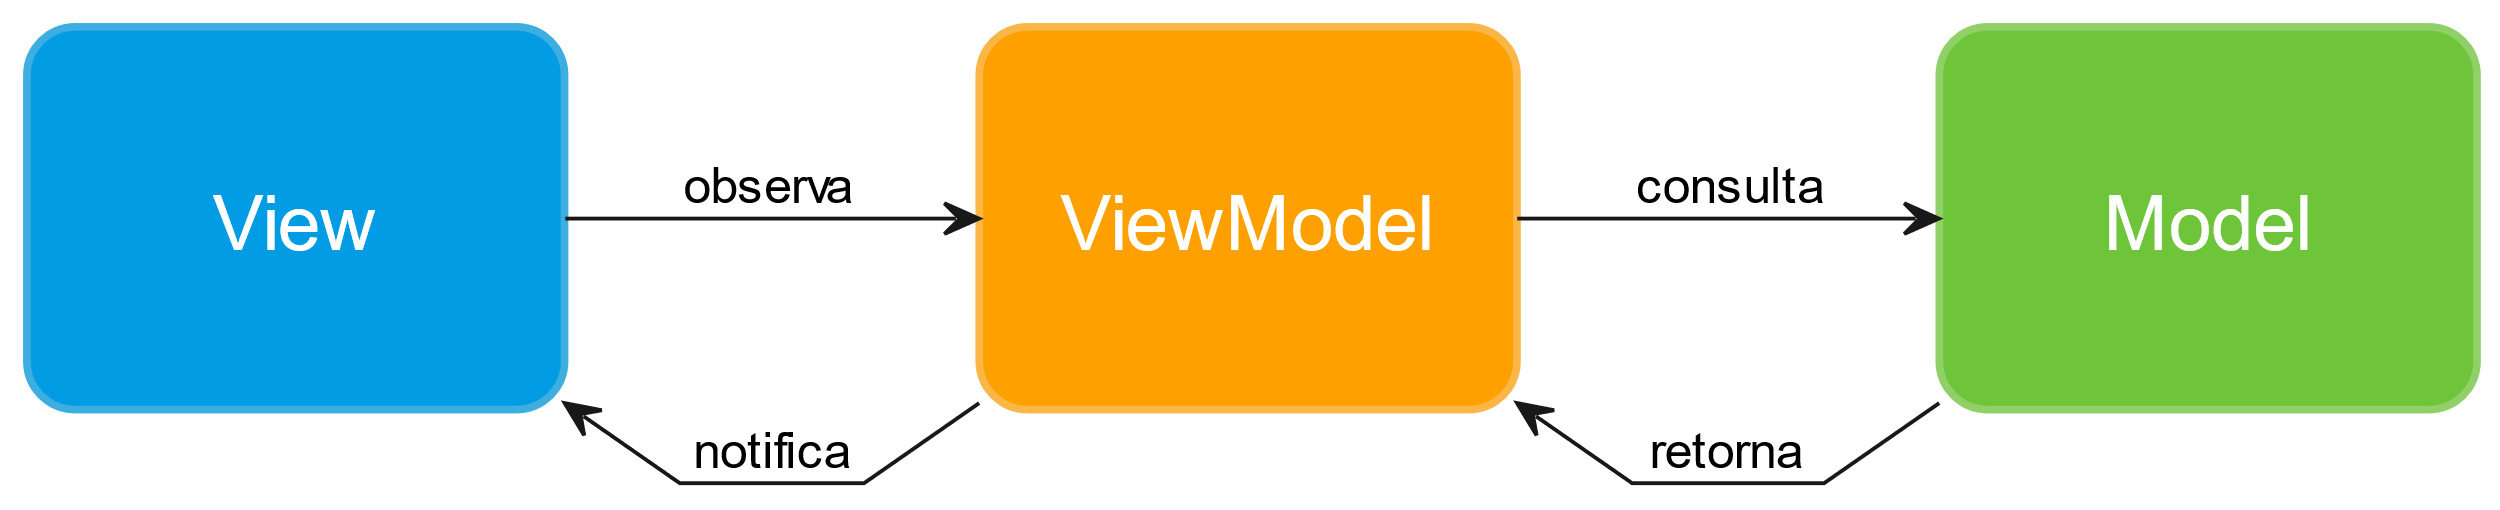 observa
consulta
View
ViewModel
Model
notifica
retorna